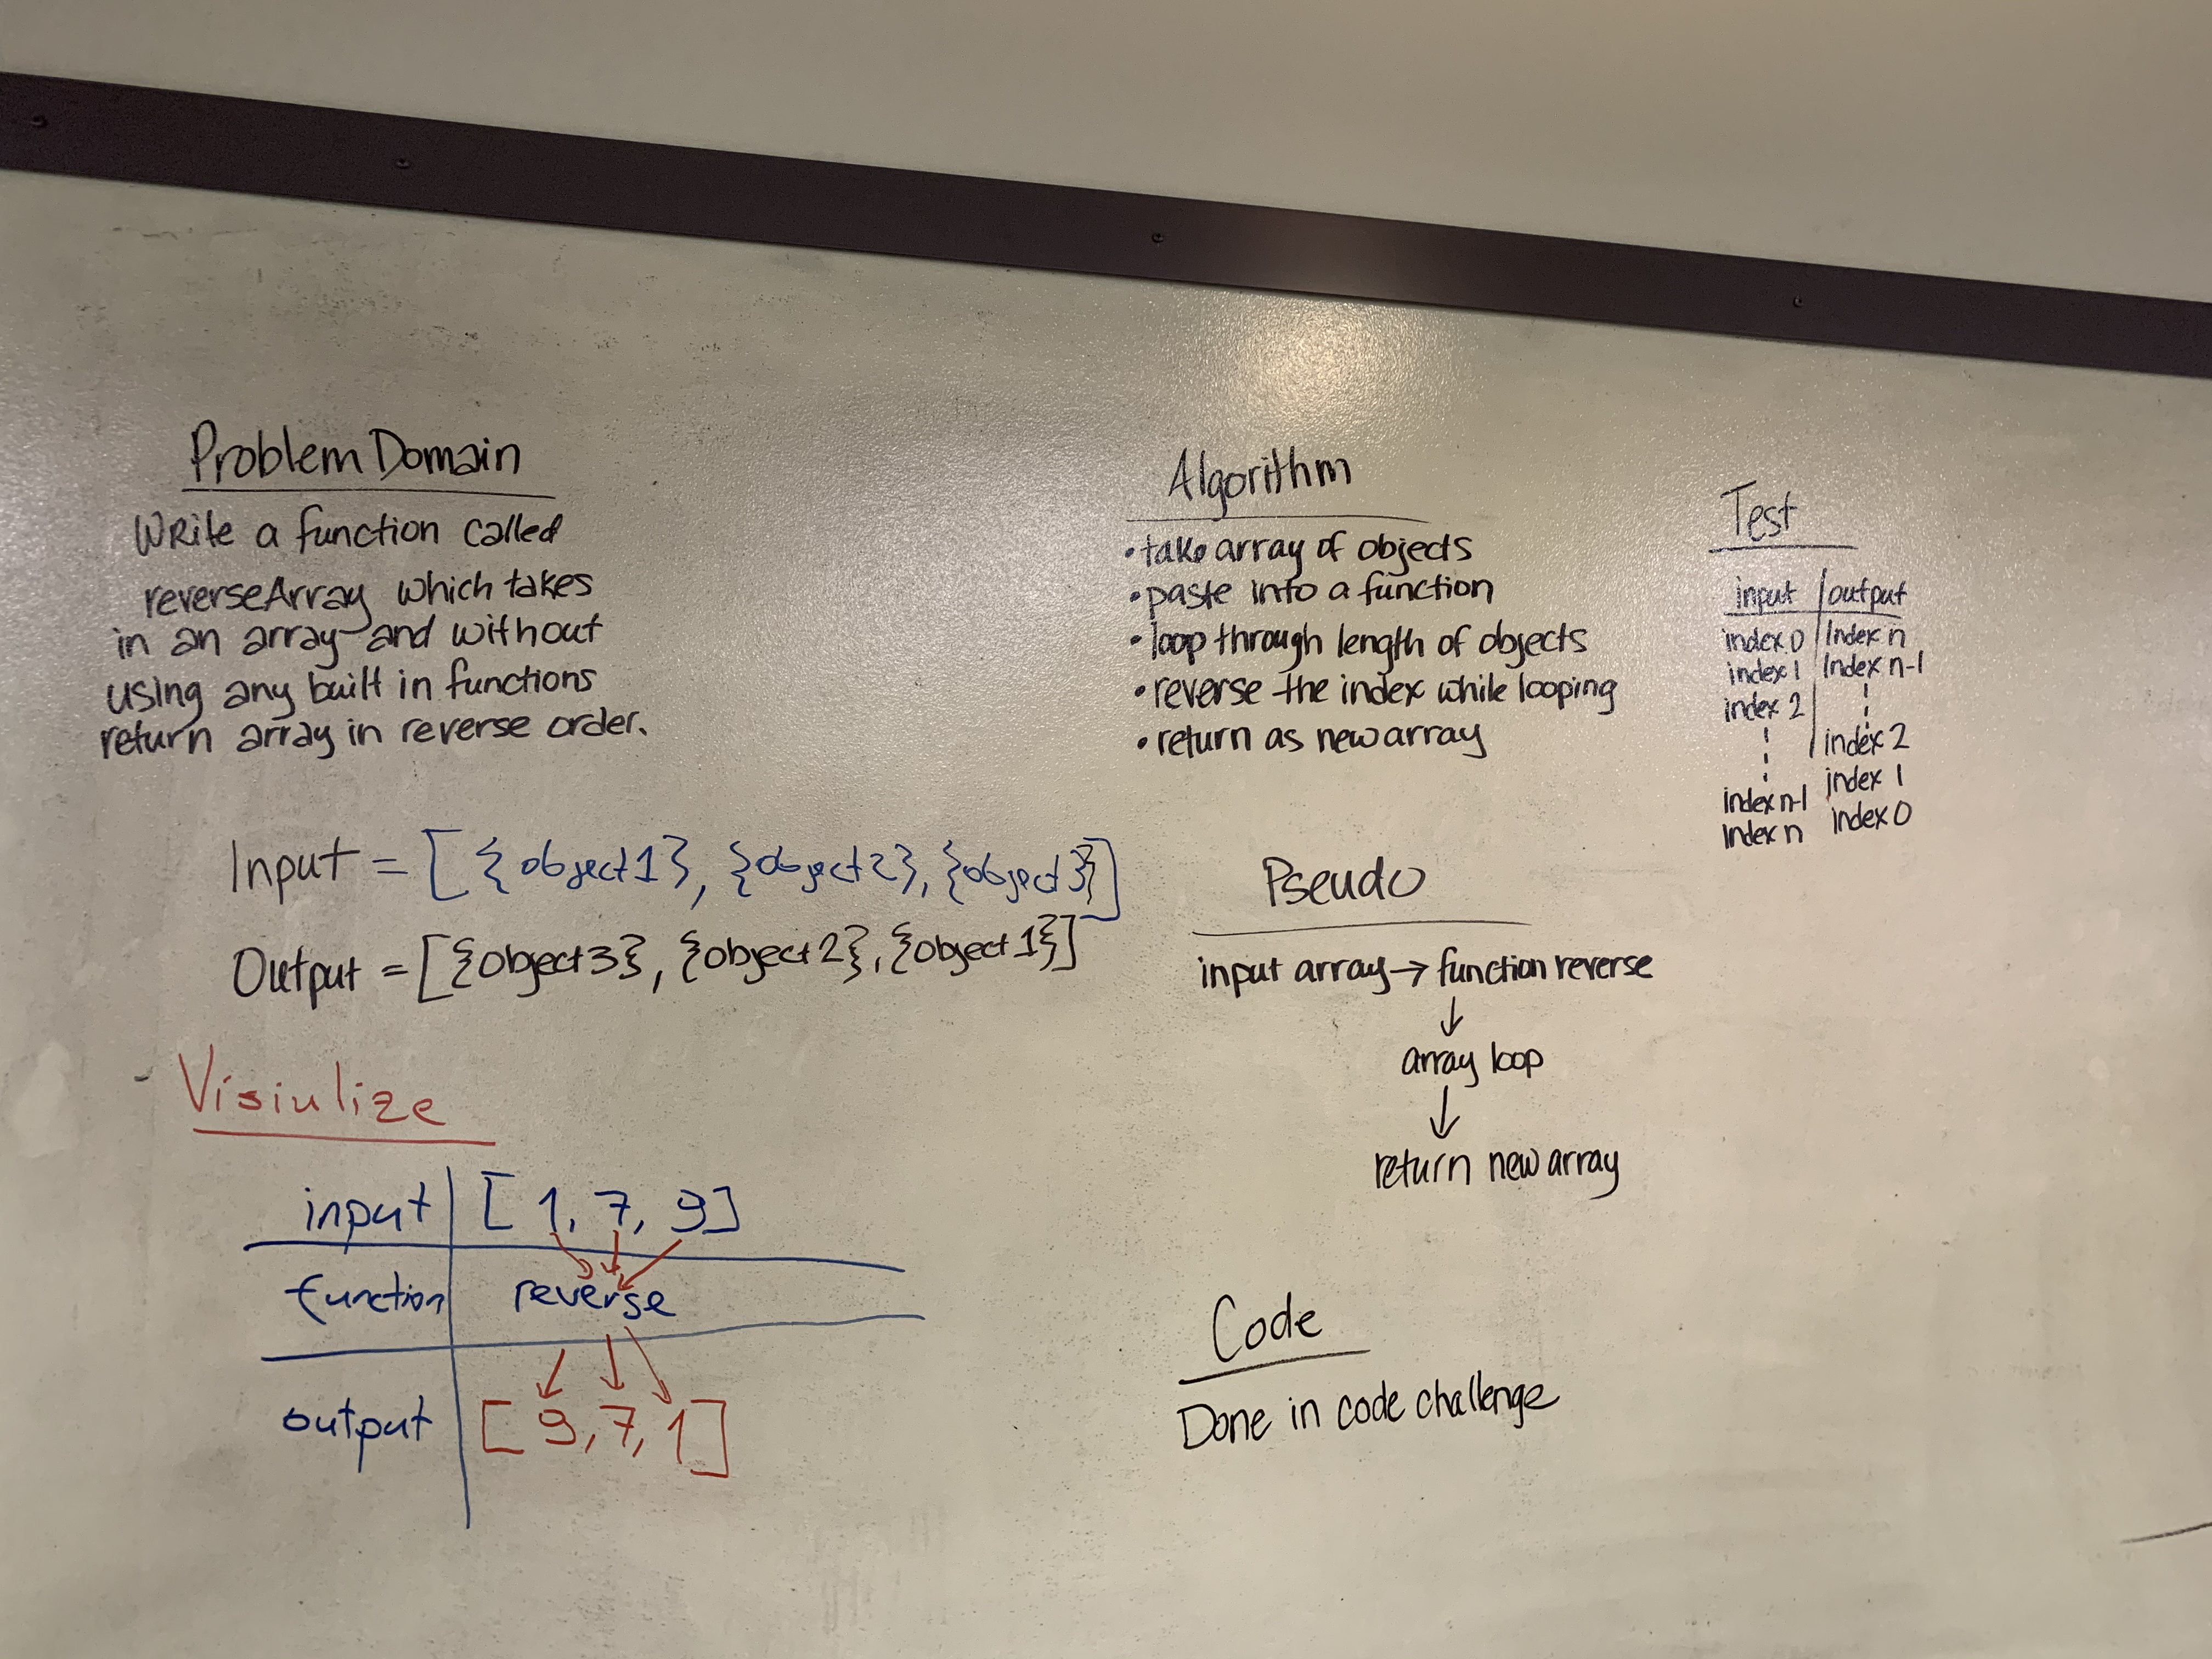 Problem Domain
Write a function called
reverseArray which takes
in an array and without
using any built in functions
return array in reverse order.
Input = [{object1}, {object2}, {object3}]
Output = [{object3}, {object2}, {object1}]
Visiulize
input [1, 7, 9]
function reverse
output [9, 7, 1]
Algorithm
• take array of objects
• paste into a function
• loop through length of objects
• reverse the index while looping
• return as new array
Pseudo
input array → function reverse
↓
array loop
↓
return new array
Code
Done in code challenge
Test
input output
index 0 Index n
index 1 Index n-1
index 2
index 2
index 1
index n-1
index 0
Index n